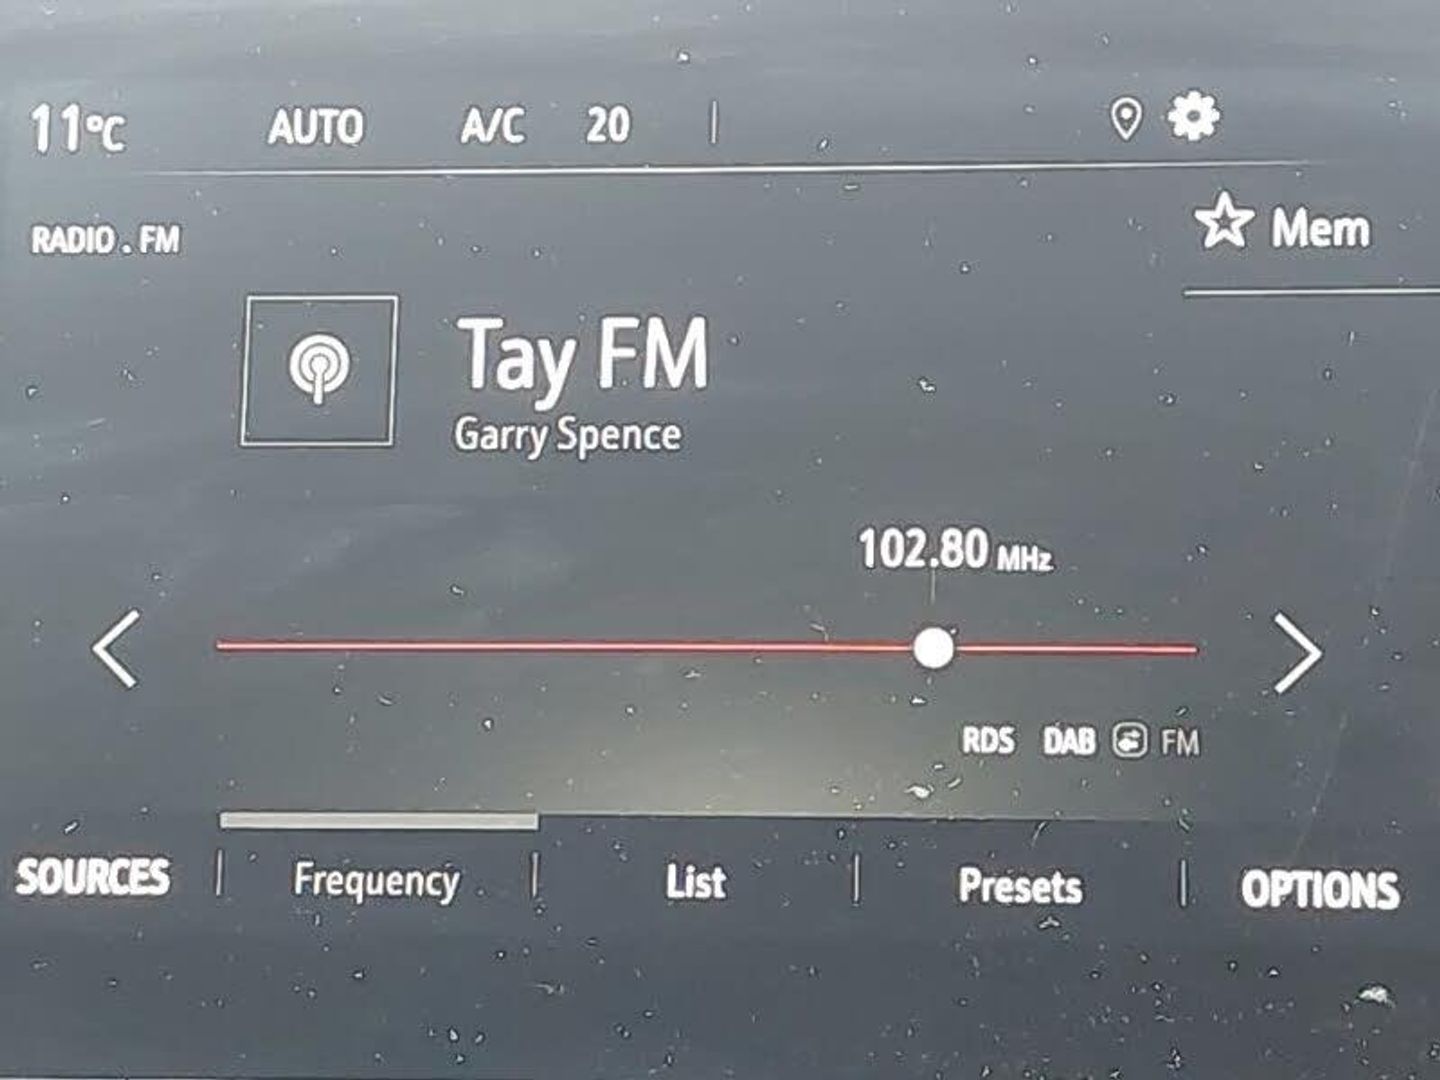 11°C AUTO A/C 20
RADIO . FM
Mem
Tay FM
Garry Spence
102.80 MHz
RDS DAB FM
SOURCES Frequency List Presets OPTIONS